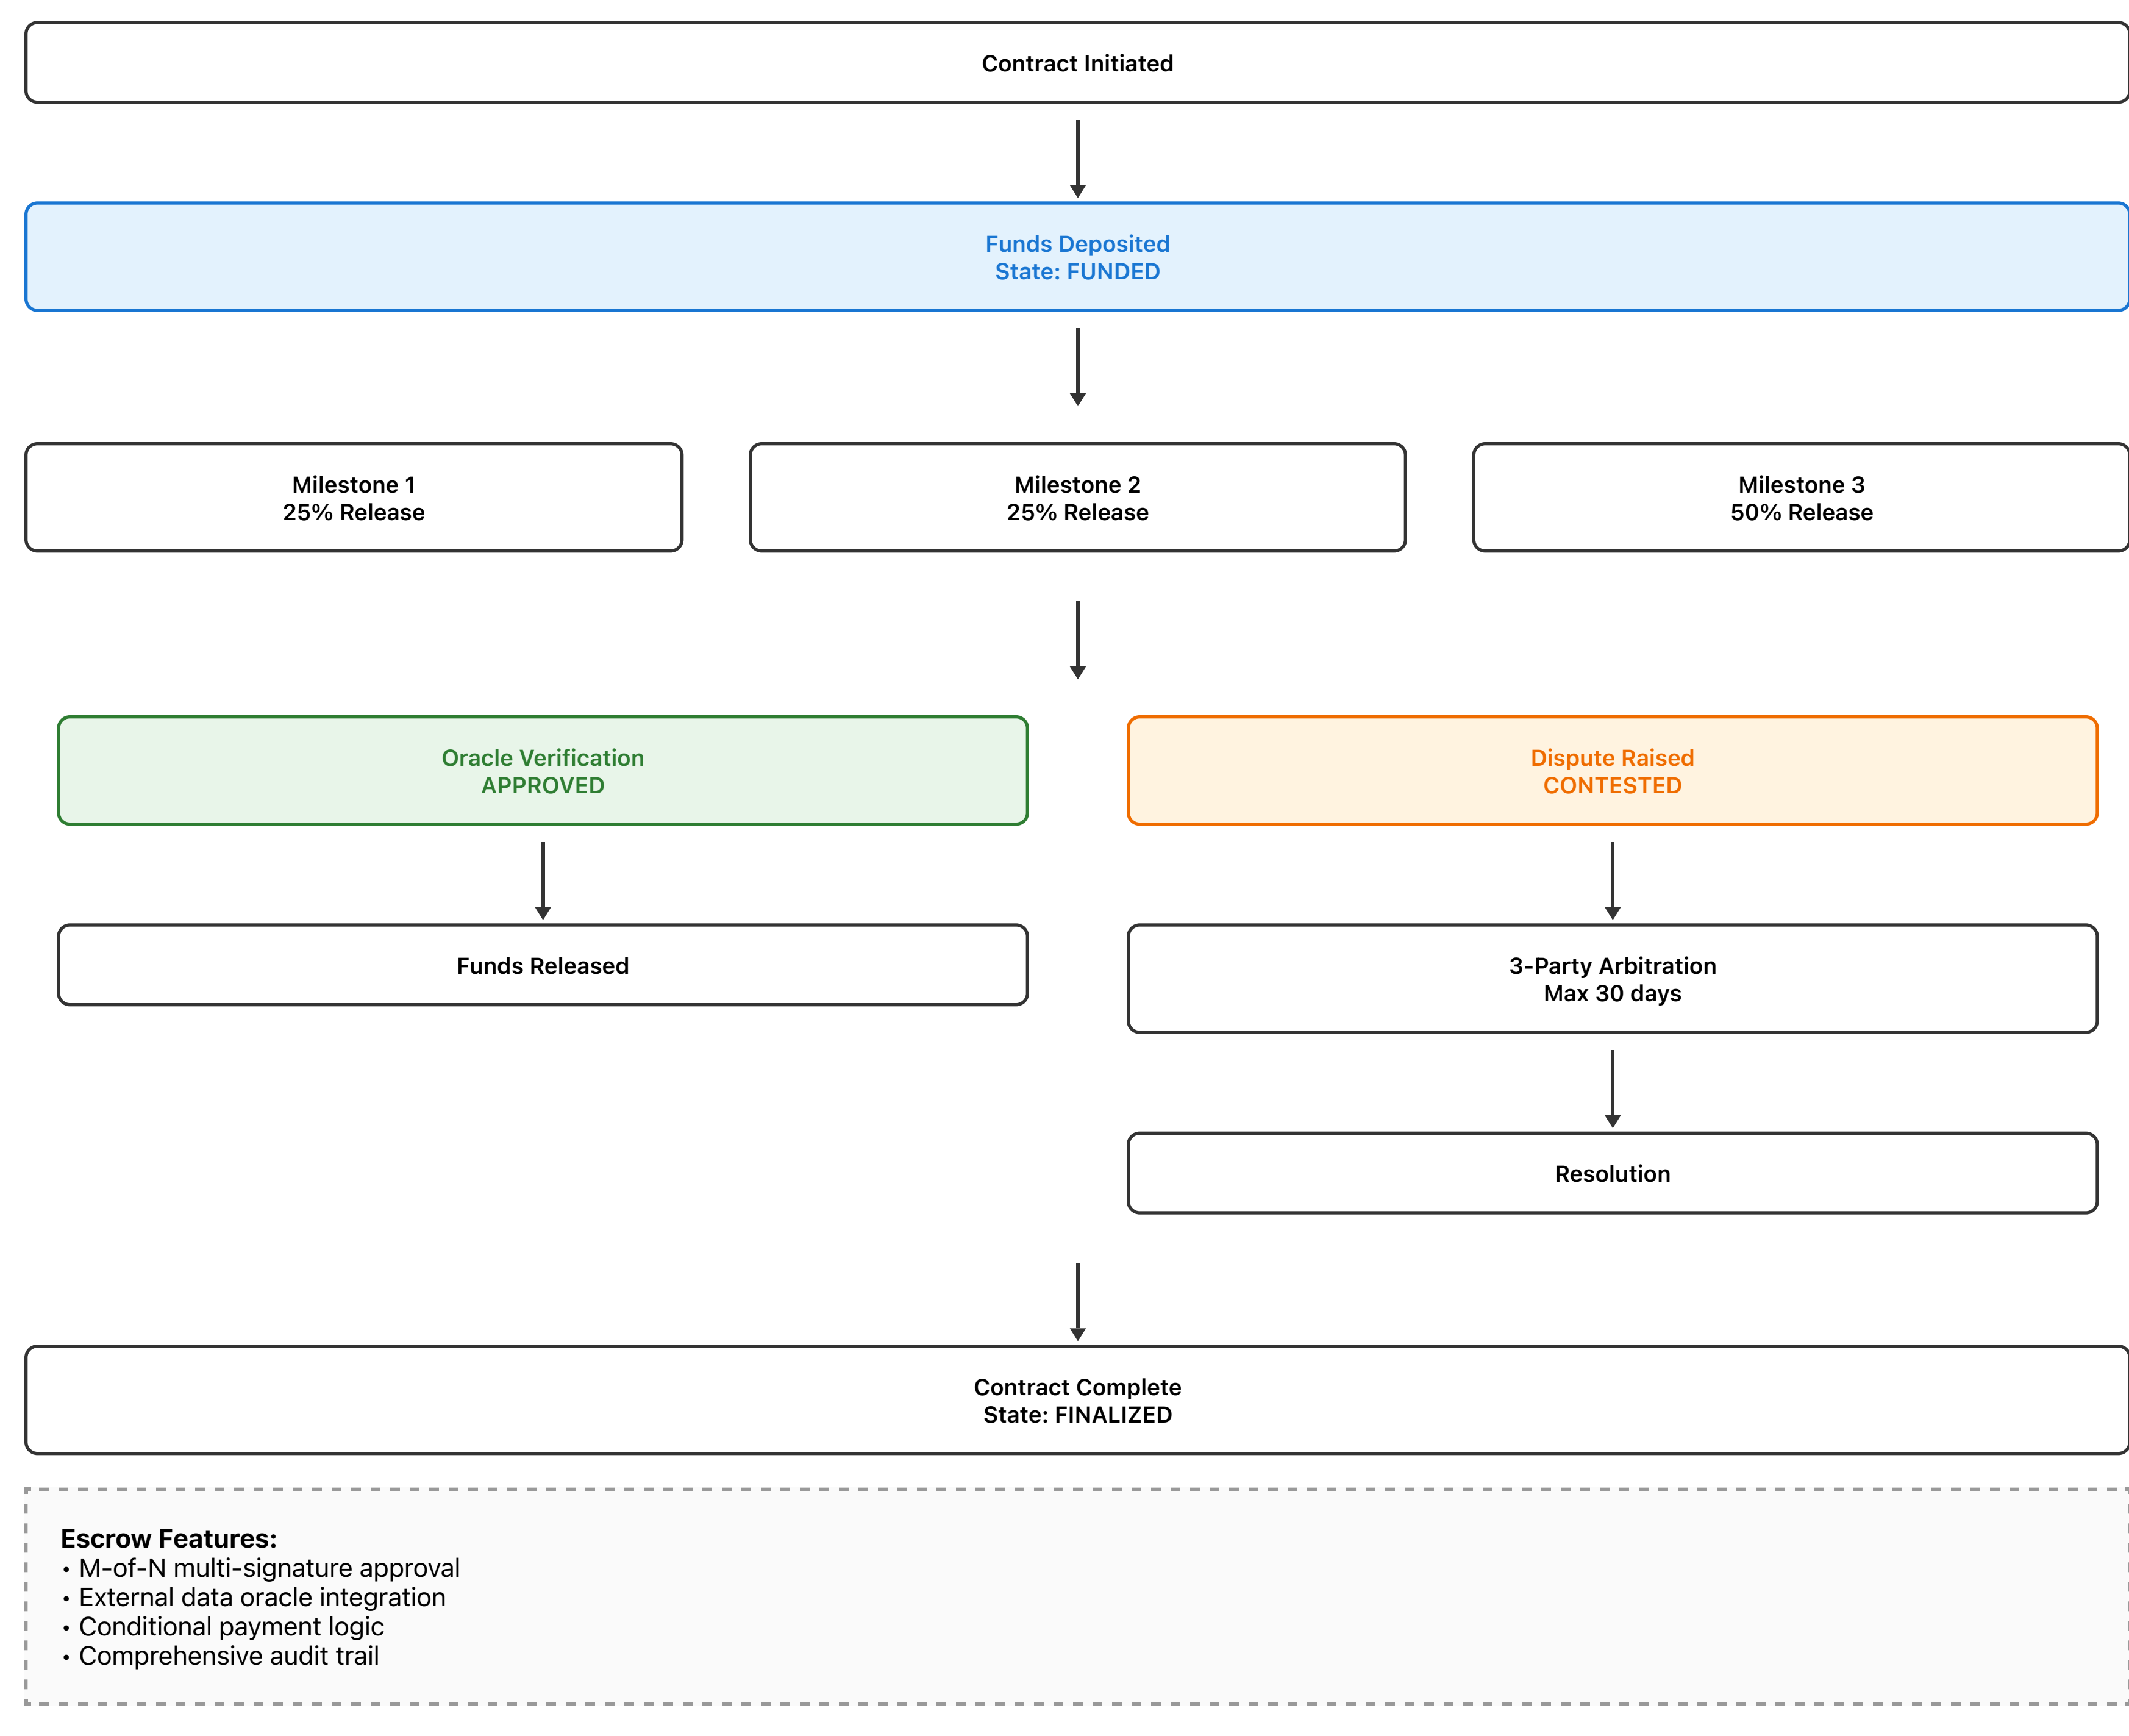 Contract Initiated
Funds Deposited
State: FUNDED
Milestone 1
25% Release
Milestone 2
25% Release
Milestone 3
50% Release
Oracle Verification
APPROVED
Dispute Raised
CONTESTED
Funds Released
3-Party Arbitration
Max 30 days
Resolution
Contract Complete
State: FINALIZED
Escrow Features:
• M-of-N multi-signature approval
• External data oracle integration
• Conditional payment logic
• Comprehensive audit trail